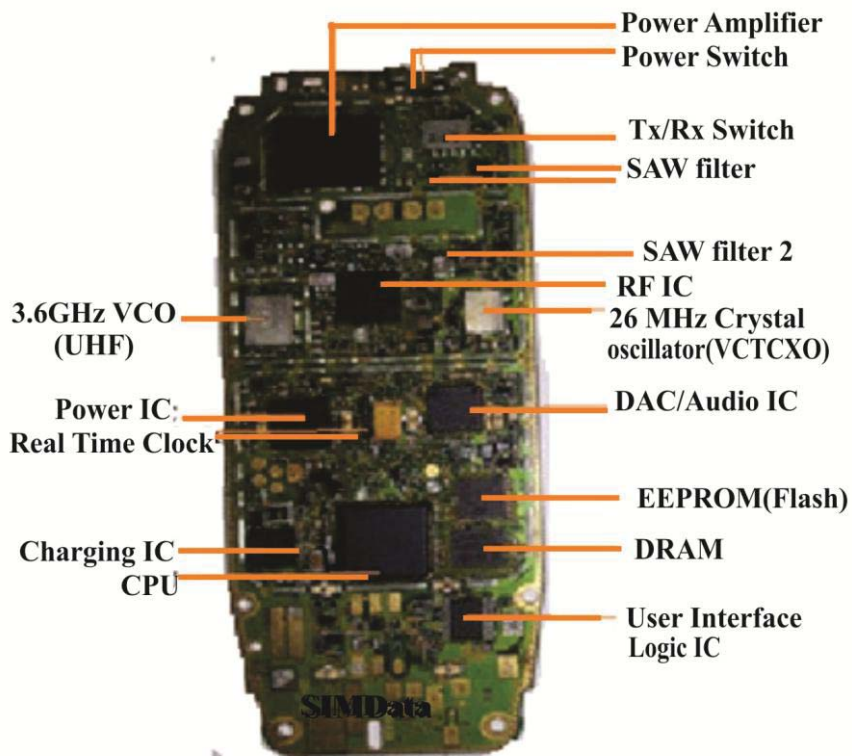 Power Amplifier
Power Switch
Tx/Rx Switch
SAW filter
SAW filter 2
RF IC
3.6GHz VCO
(UHF)
26 MHz Crystal
oscillator(VCTCXO)
Power IC:
DAC/Audio IC
Real Time Clock
EEPROM(Flash)
Charging IC
DRAM
CPU
User Interface
Logic IC
SIMData